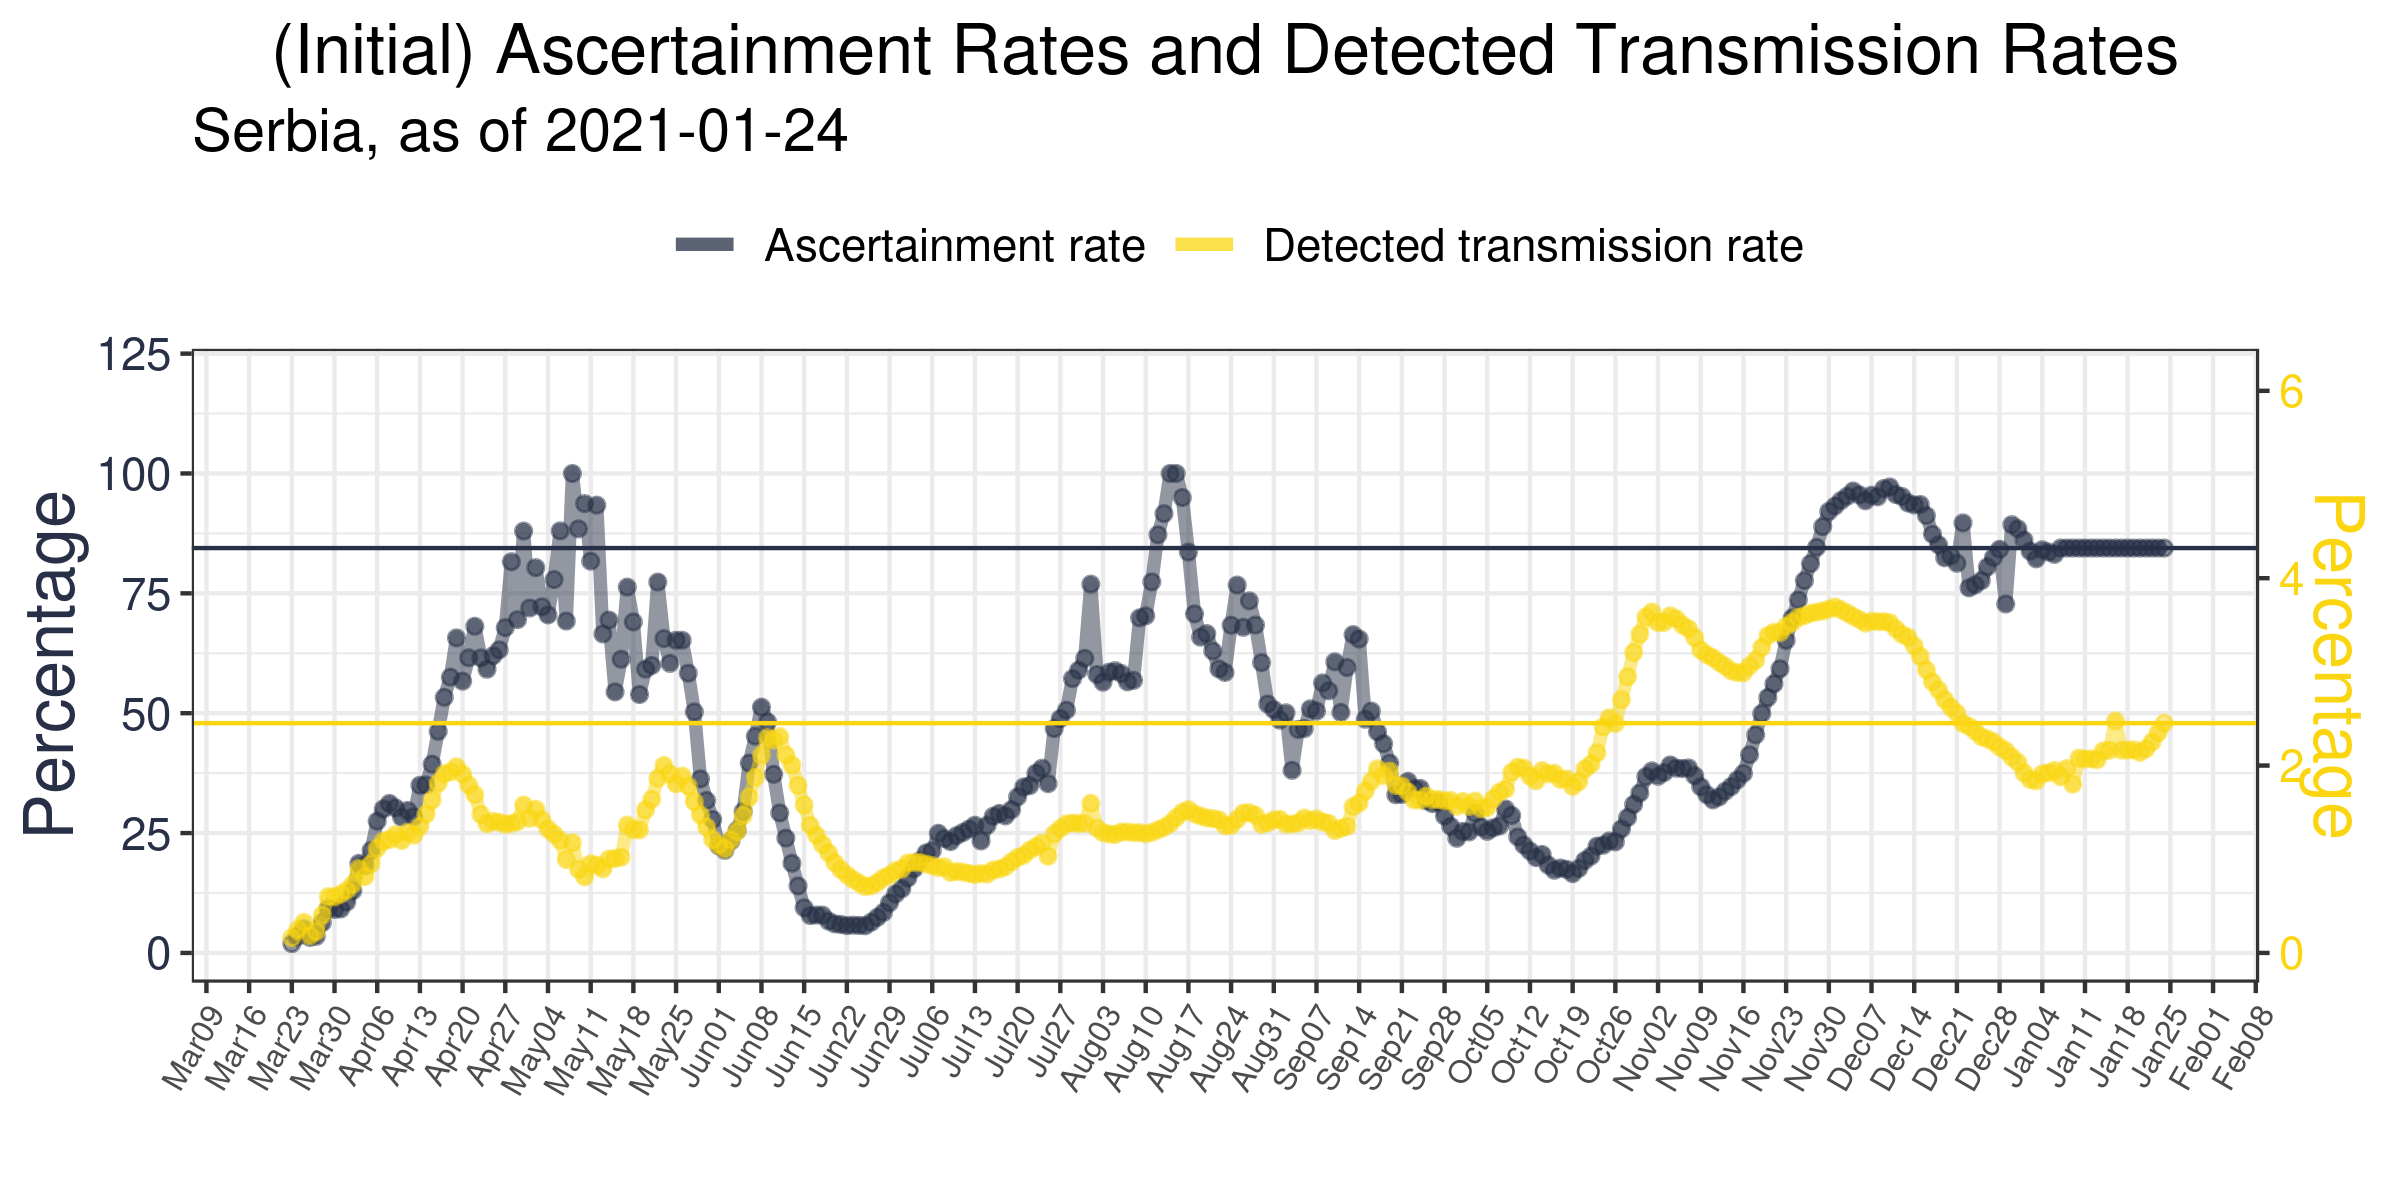 (Initial) Ascertainment Rates and Detected Transmission Rates
Serbia, as of 2021-01-24
Ascertainment rate
Detected transmission rate
Percentage
125
100
75
50
25
0
6
4
2
0
Percentage
Mar09
Mar16
Mar23
Mar30
Apr06
Apr13
Apr20
Apr27
May04
May11
May18
May25
Jun01
Jun08
Jun15
Jun22
Jun29
Jul06
Jul13
Jul20
Jul27
Aug03
Aug10
Aug17
Aug24
Aug31
Sep07
Sep14
Sep21
Sep28
Oct05
Oct12
Oct19
Oct26
Nov02
Nov09
Nov16
Nov23
Nov30
Dec07
Dec14
Dec21
Dec28
Jan04
Jan11
Jan18
Jan25
Feb01
Feb08